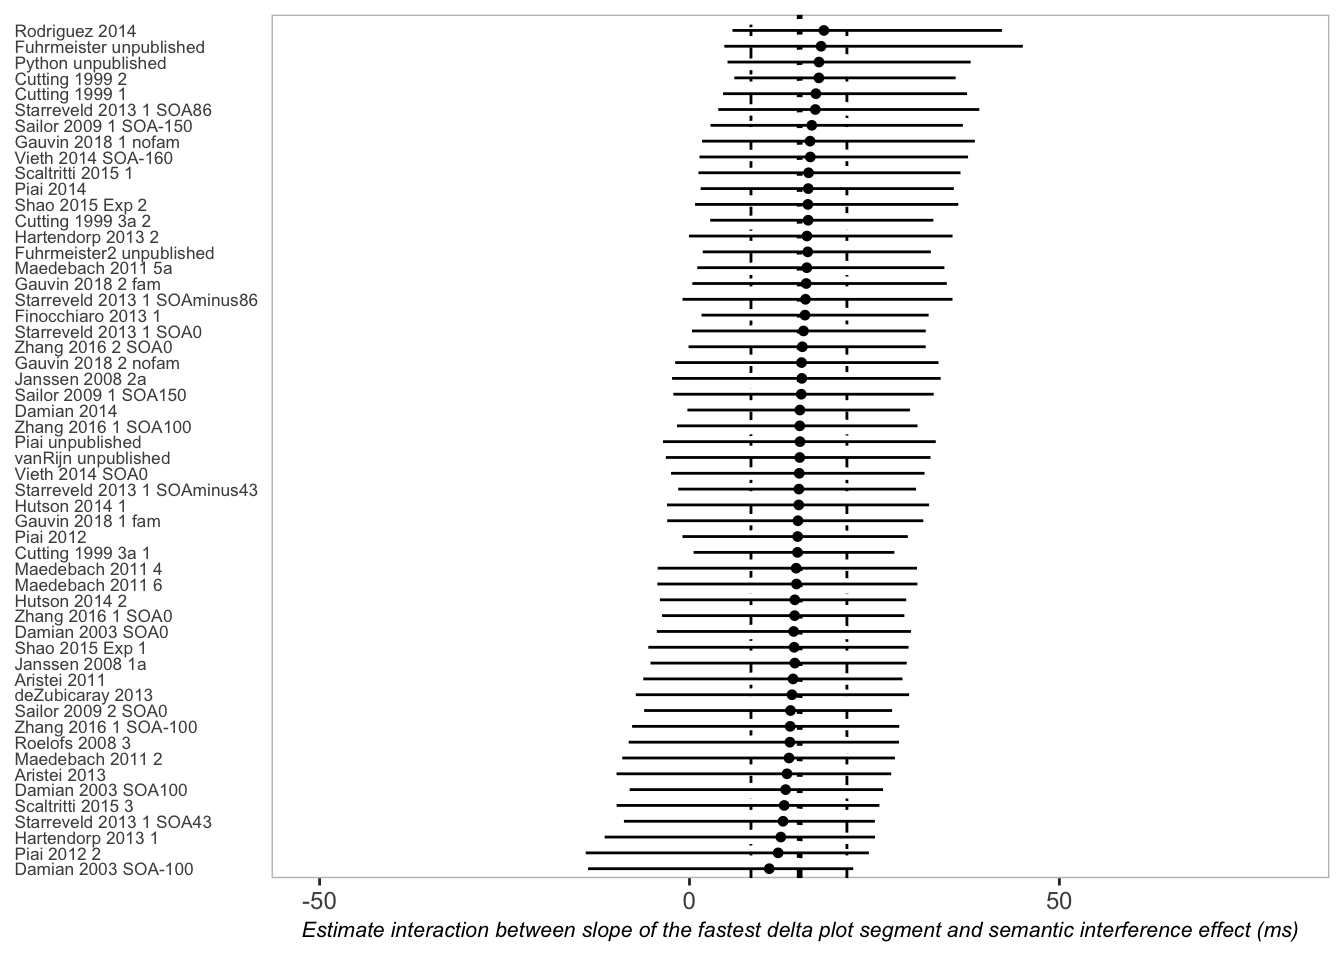 Rodriguez 2014
Fuhrmeister unpublished
Python unpublished
Cutting 1999 2
Cutting 1999 1
Starreveld 2013 1 SOA86
Sailor 2009 1 SOA-150
Gauvin 2018 1 nofam
Vieth 2014 SOA-160
Scaltritti 2015 1
Piai 2014
Shao 2015 Exp 2
Cutting 1999 3a 2
Hartendorp 2013 2
Fuhrmeister2 unpublished
Maedebach 2011 5a
Gauvin 2018 2 fam
Starreveld 2013 1 SOAminus86
Finocchiaro 2013 1
Starreveld 2013 1 SOA0
Zhang 2016 2 SOA0
Gauvin 2018 2 nofam
Janssen 2008 2a
Sailor 2009 1 SOA150
Damian 2014
Zhang 2016 1 SOA100
Piai unpublished
vanRijn unpublished
Vieth 2014 SOA0
Starreveld 2013 1 SOAminus43
Hutson 2014 1
Gauvin 2018 1 fam
Piai 2012
Cutting 1999 3a 1
Maedebach 2011 4
Maedebach 2011 6
Hutson 2014 2
Zhang 2016 1 SOA0
Damian 2003 SOA0
Shao 2015 Exp 1
Janssen 2008 1a
Aristei 2011
deZubicaray 2013
Sailor 2009 2 SOA0
Zhang 2016 1 SOA-100
Roelofs 2008 3
Maedebach 2011 2
Aristei 2013
Damian 2003 SOA100
Scaltritti 2015 3
Starreveld 2013 1 SOA43
Hartendorp 2013 1
Piai 2012 2
Damian 2003 SOA-100
-50 0 50
Estimate interaction between slope of the fastest delta plot segment and semantic interference effect (ms)